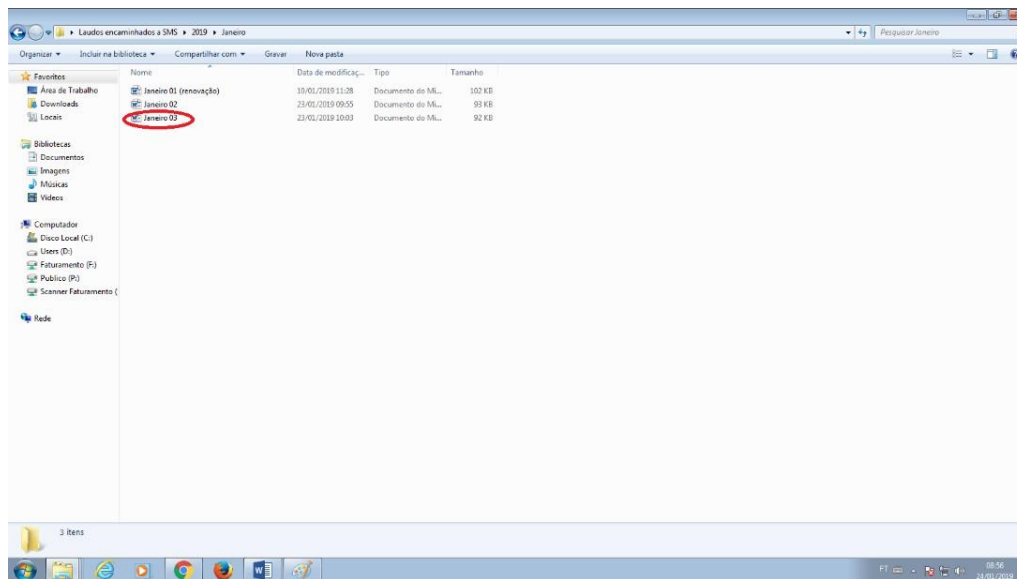 Laudos encaminhados a SMS ▸ 2019 ▸ Janeiro
Pesquisar Janeiro
Organizar Incluir na biblioteca Compartilhar com Gravar Nova pasta
Nome Data de modificaç... Tipo Tamanho
Janeiro 01 (renovação) 10/01/2019 11:28 Documento do Mi... 102 KB
Janeiro 02 23/01/2019 09:55 Documento do Mi... 93 KB
Janeiro 03 23/01/2019 10:03 Documento do Mi... 92 KB
Favoritos
Área de Trabalho
Downloads
Locais
Bibliotecas
Documentos
Imagens
Músicas
Vídeos
Computador
Disco Local (C:)
Users (D:)
Faturamento (F:)
Publico (P:)
Scanner Faturamento (
Rede
3 itens
PT
08:56
24/01/2019